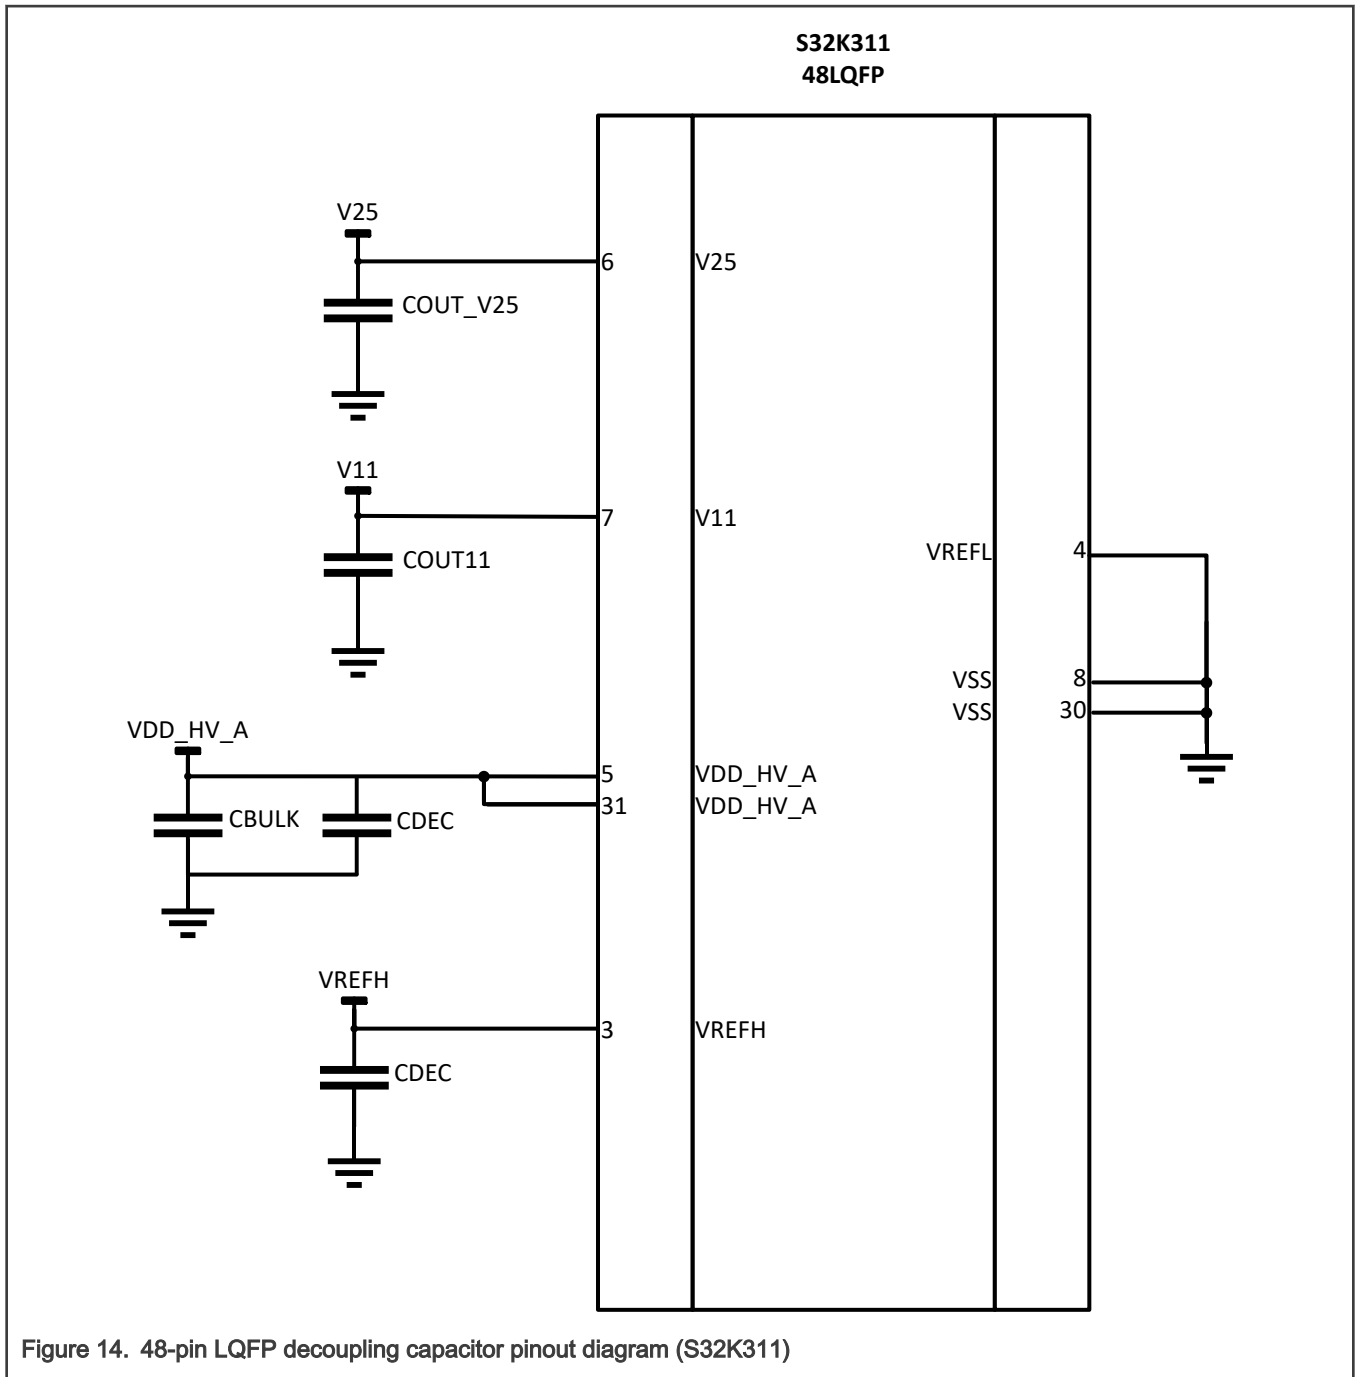 S32K311
48LQFP
V25
6
V25
COUT_V25
V11
7
V11
COUT11
VREFL
4
VSS
8
VSS
30
VDD_HV_A
5
VDD_HV_A
31
VDD_HV_A
CBULK
CDEC
VREFH
3
VREFH
CDEC
Figure 14. 48-pin LQFP decoupling capacitor pinout diagram (S32K311)